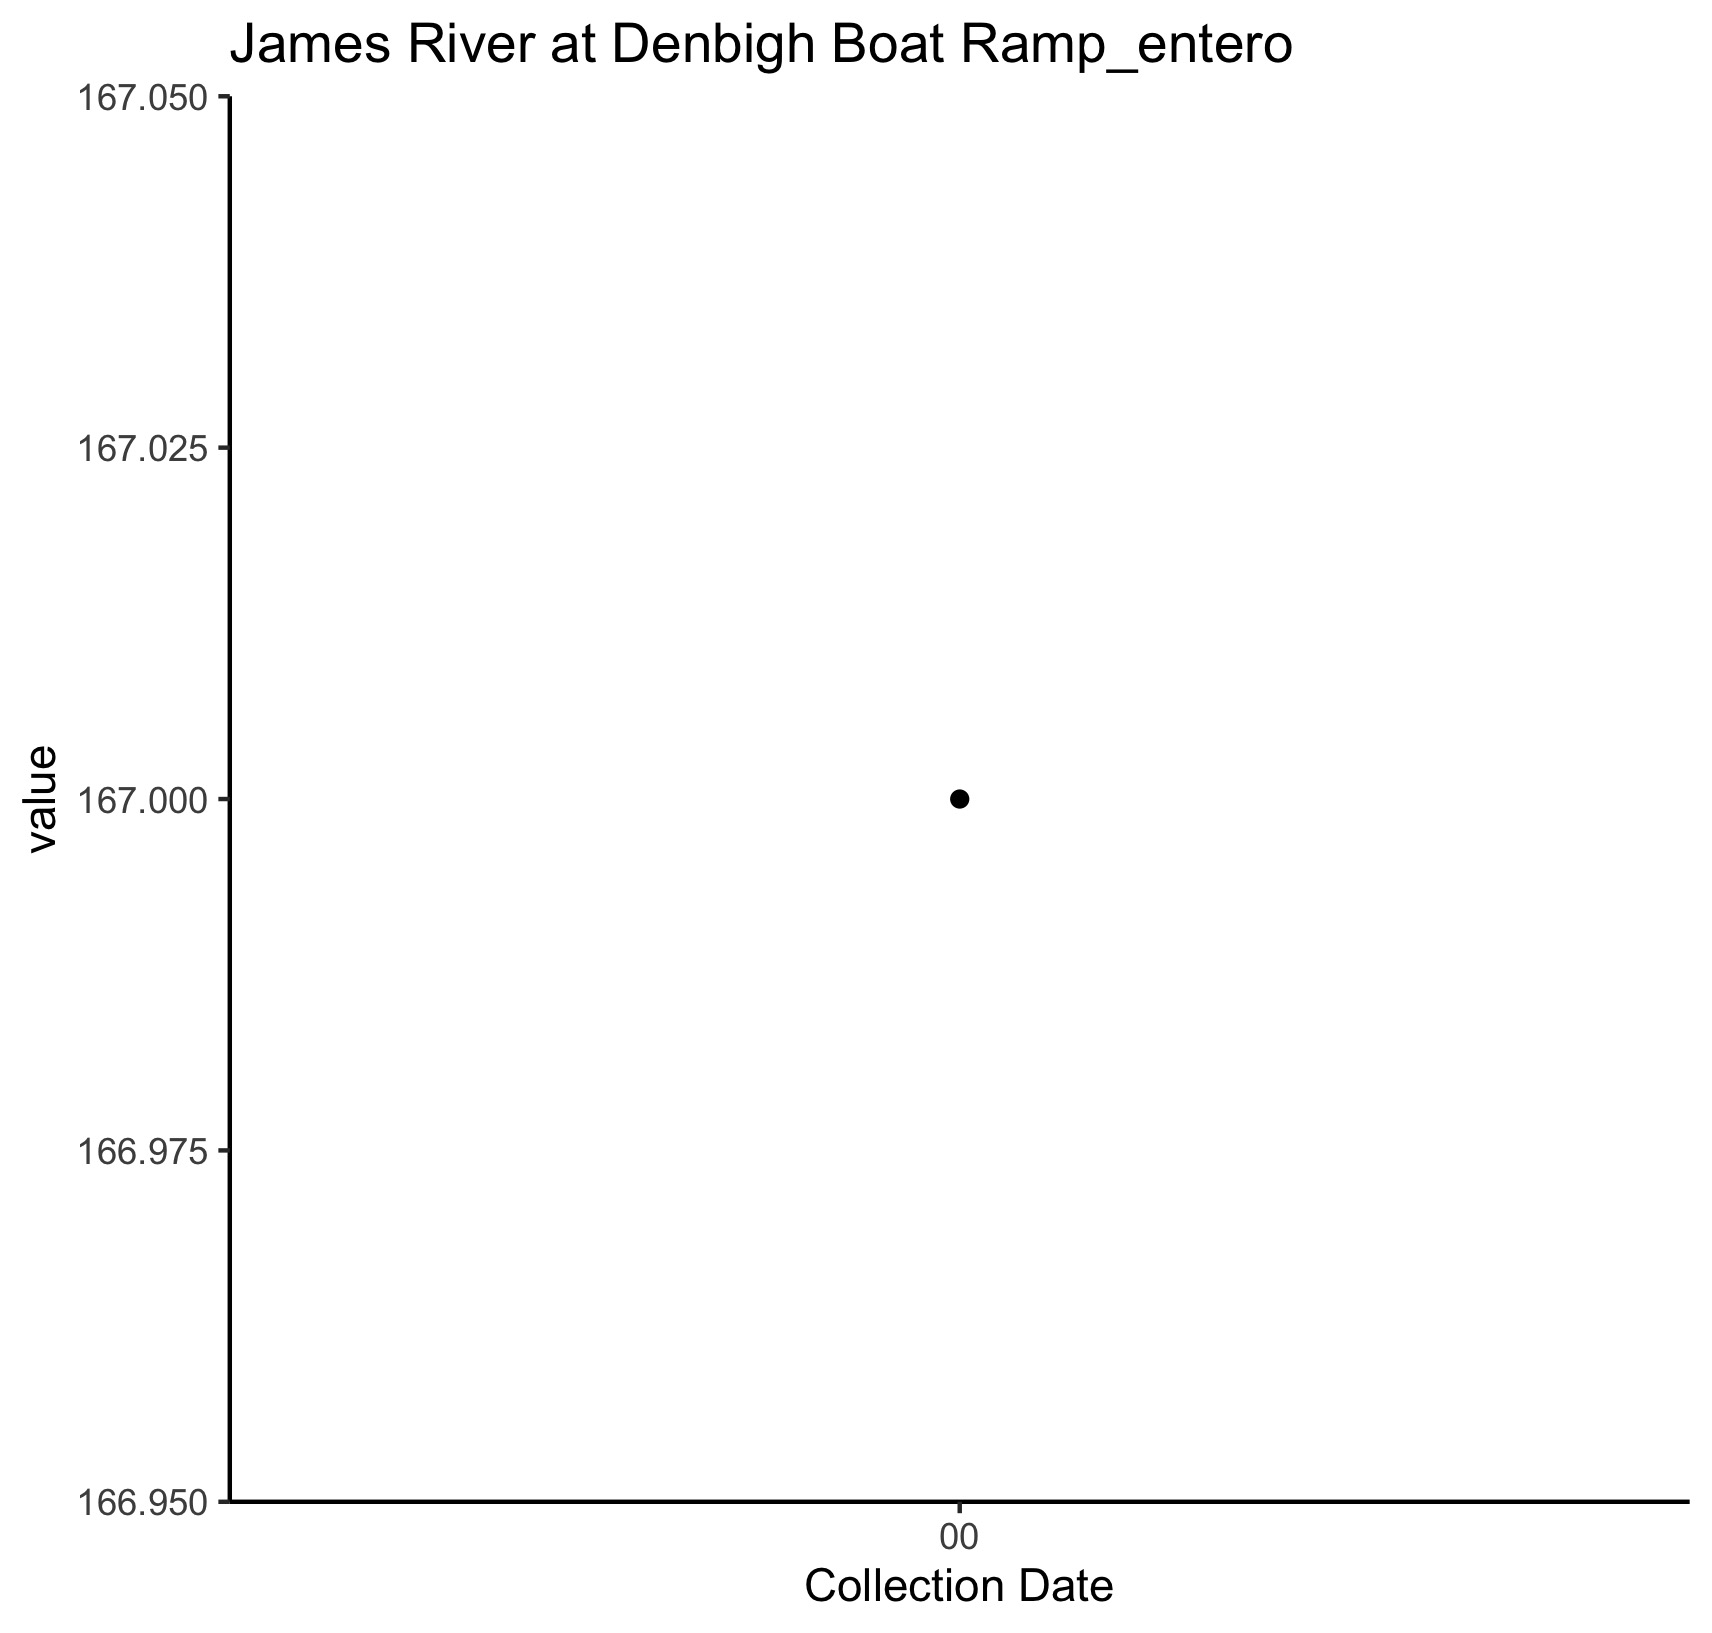 James River at Denbigh Boat Ramp_entero
167.050
167.025
167.000
166.975
166.950
value
00
Collection Date